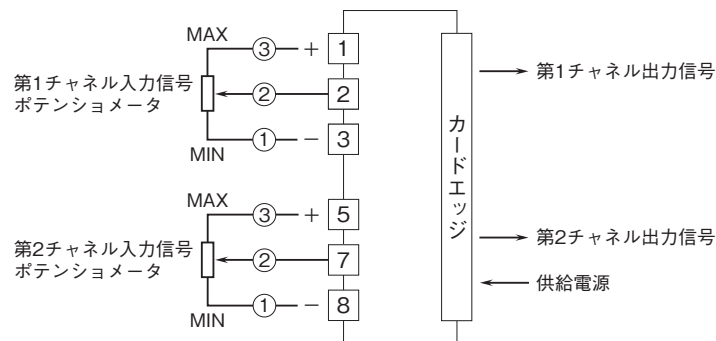 MAX
③ + 1
第1チャネル入力信号
ポテンショメータ
② 2
① − 3
MIN
MAX
③ + 5
第2チャネル入力信号
ポテンショメータ
② 7
① − 8
MIN
カードエッジ
第1チャネル出力信号
第2チャネル出力信号
供給電源